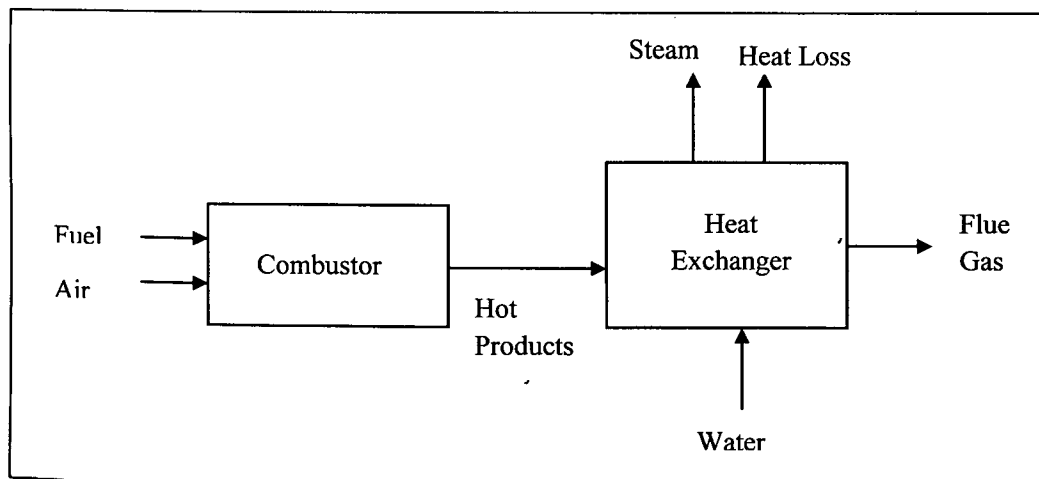 Steam
Heat Loss
Fuel
Air
Combustor
Hot
Products
Heat
Exchanger
Flue
Gas
Water